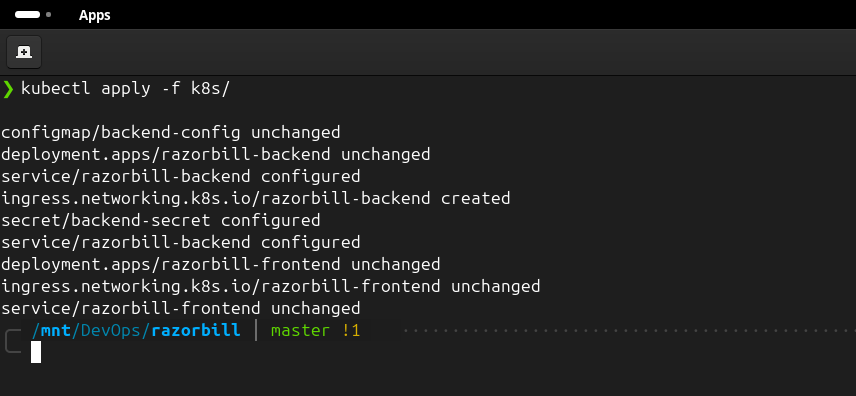 Apps
❯ kubectl apply -f k8s/
configmap/backend-config unchanged
deployment.apps/razorbill-backend unchanged
service/razorbill-backend configured
ingress.networking.k8s.io/razorbill-backend created
secret/backend-secret configured
service/razorbill-backend configured
deployment.apps/razorbill-frontend unchanged
ingress.networking.k8s.io/razorbill-frontend unchanged
service/razorbill-frontend unchanged
/mnt/DevOps/razorbill | master !1